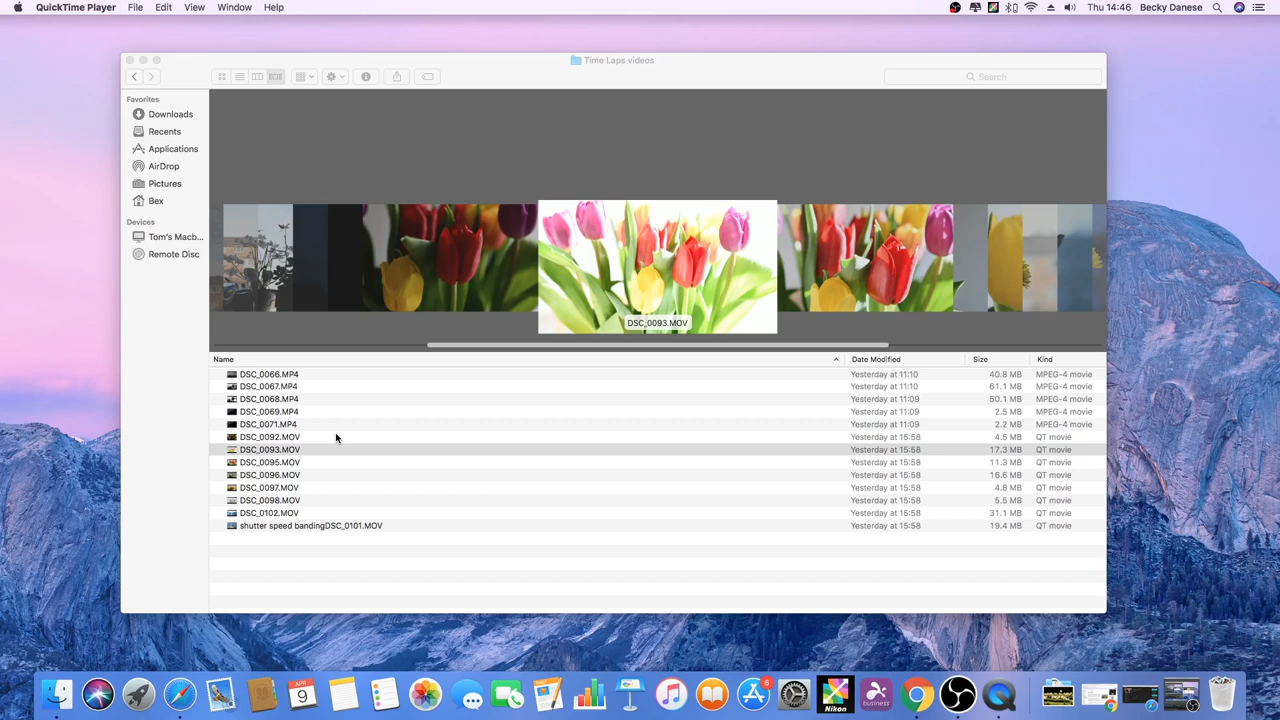 QuickTime Player File Edit View Window Help Thu 14:46 Becky Danese
Time Laps videos
Search
Favorites
Downloads
Recents
Applications
AirDrop
Pictures
Bex
Devices
Tom's Macb...
Remote Disc
DSC_0093.MOV
Name Date Modified Size Kind
DSC_0066.MP4 Yesterday at 11:10 40.8 MB MPEG-4 movie
DSC_0067.MP4 Yesterday at 11:10 61.1 MB MPEG-4 movie
DSC_0068.MP4 Yesterday at 11:09 50.1 MB MPEG-4 movie
DSC_0069.MP4 Yesterday at 11:09 2.5 MB MPEG-4 movie
DSC_0071.MP4 Yesterday at 11:09 2.2 MB MPEG-4 movie
DSC_0092.MOV Yesterday at 15:58 4.5 MB QT movie
DSC_0093.MOV Yesterday at 15:58 17.3 MB QT movie
DSC_0095.MOV Yesterday at 15:58 11.3 MB QT movie
DSC_0096.MOV Yesterday at 15:58 16.6 MB QT movie
DSC_0097.MOV Yesterday at 15:58 4.8 MB QT movie
DSC_0098.MOV Yesterday at 15:58 5.5 MB QT movie
DSC_0102.MOV Yesterday at 15:58 31.1 MB QT movie
shutter speed bandingDSC_0101.MOV Yesterday at 15:58 19.4 MB QT movie
APR
9
6
Nikon
business